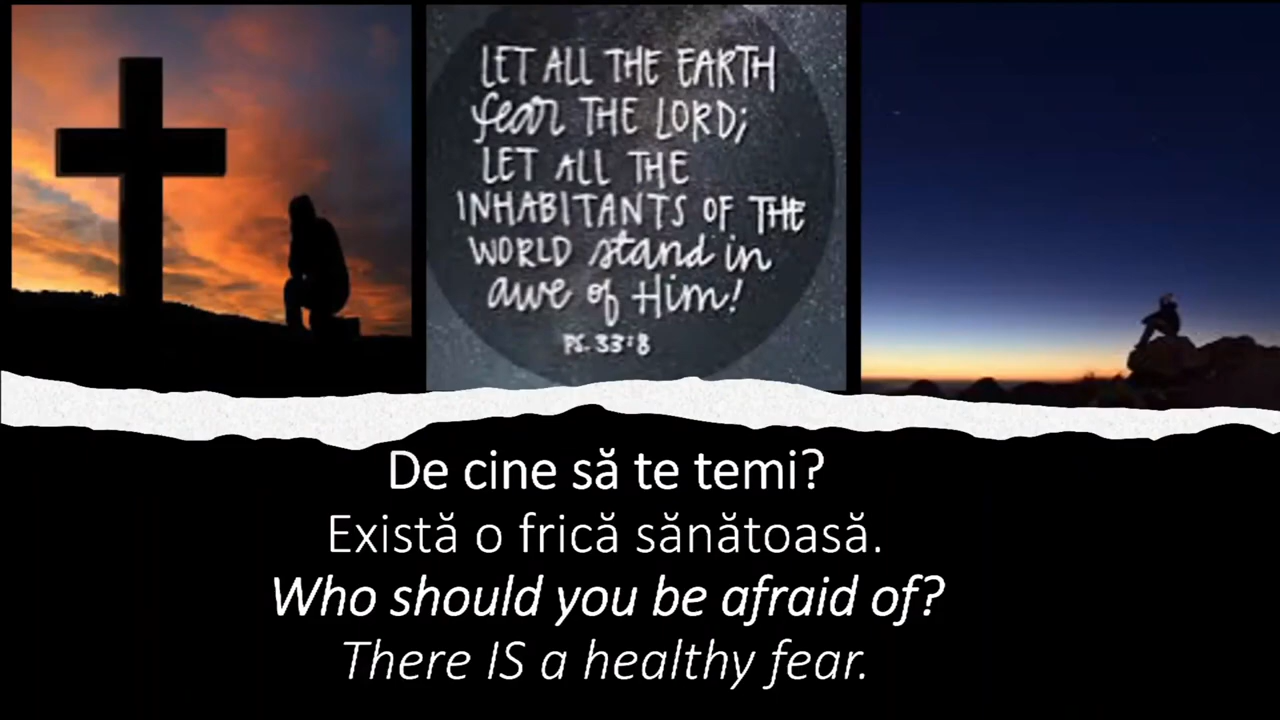 LET ALL THE EARTH
fear THE LORD;
LET ALL THE
INHABITANTS OF THE
WORLD stand in
awe of Him!
PS. 33:8
De cine să te temi?
Există o frică sănătoasă.
Who should you be afraid of?
There IS a healthy fear.